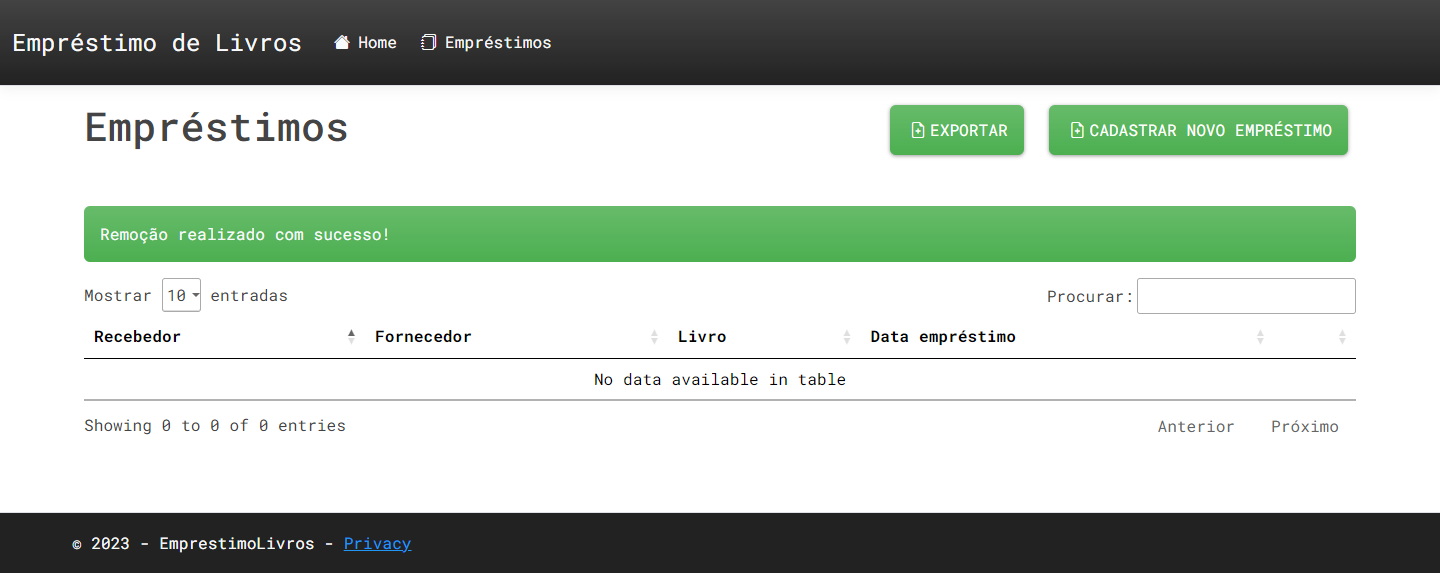 Empréstimo de Livros Home Empréstimos
Empréstimos EXPORTAR CADASTRAR NOVO EMPRÉSTIMO
Remoção realizado com sucesso!
Mostrar 10 entradas Procurar:
Recebedor Fornecedor Livro Data empréstimo
No data available in table
Showing 0 to 0 of 0 entries Anterior Próximo
© 2023 - EmprestimoLivros - Privacy